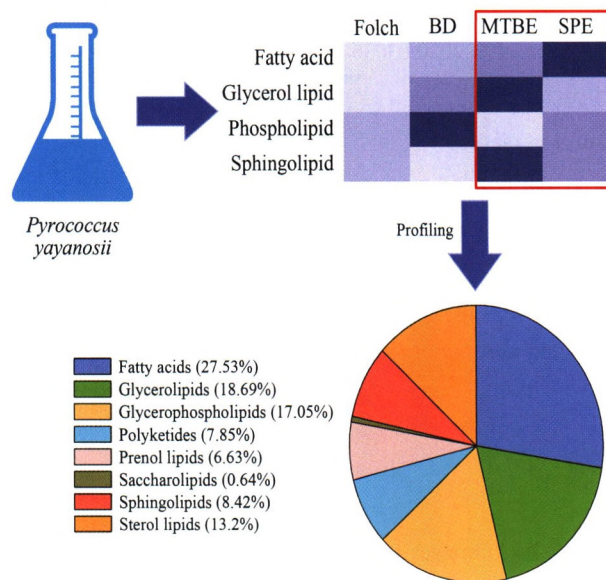 Folch BD MTBE SPE
Fatty acid
Glycerol lipid
Phospholipid
Sphingolipid
Pyrococcus
yayanosii
Profiling
Fatty acids (27.53%)
Glycerolipids (18.69%)
Glycerophospholipids (17.05%)
Polyketides (7.85%)
Prenol lipids (6.63%)
Saccharolipids (0.64%)
Sphingolipids (8.42%)
Sterol lipids (13.2%)